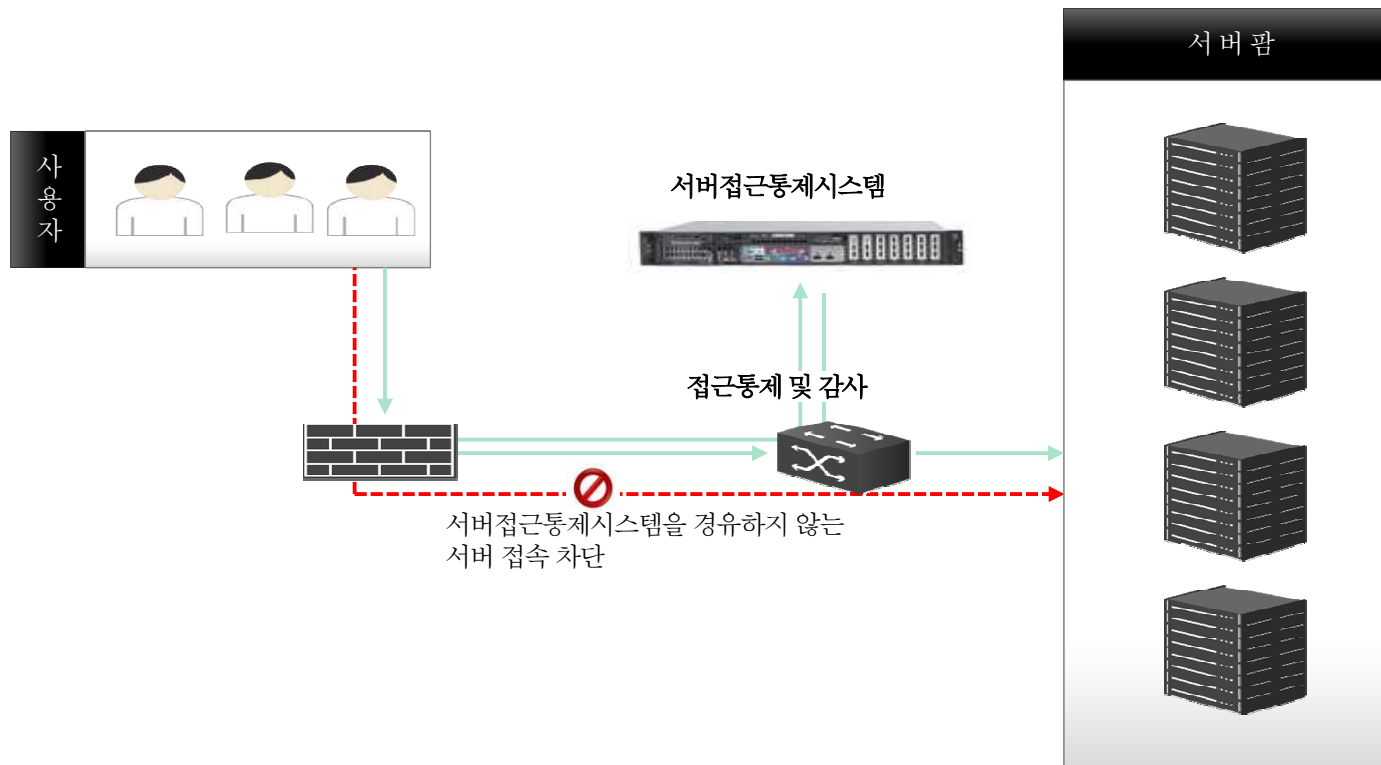 서버팜
사용자
서버접근통제시스템
접근통제 및 감사
서버접근통제시스템을 경유하지 않는
서버 접속 차단